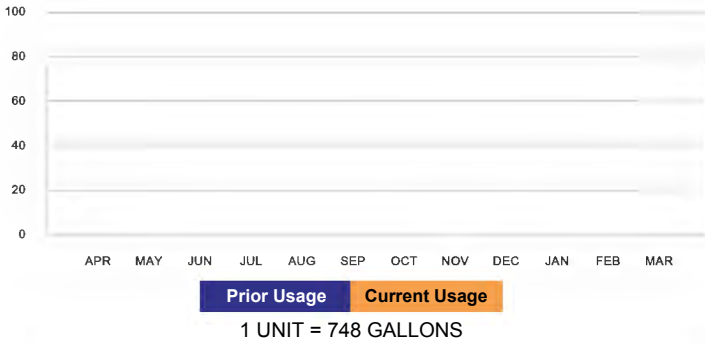 100
80
60
40
20
0
APR MAY JUN JUL AUG SEP OCT NOV DEC JAN FEB MAR
Prior Usage Current Usage
1 UNIT = 748 GALLONS